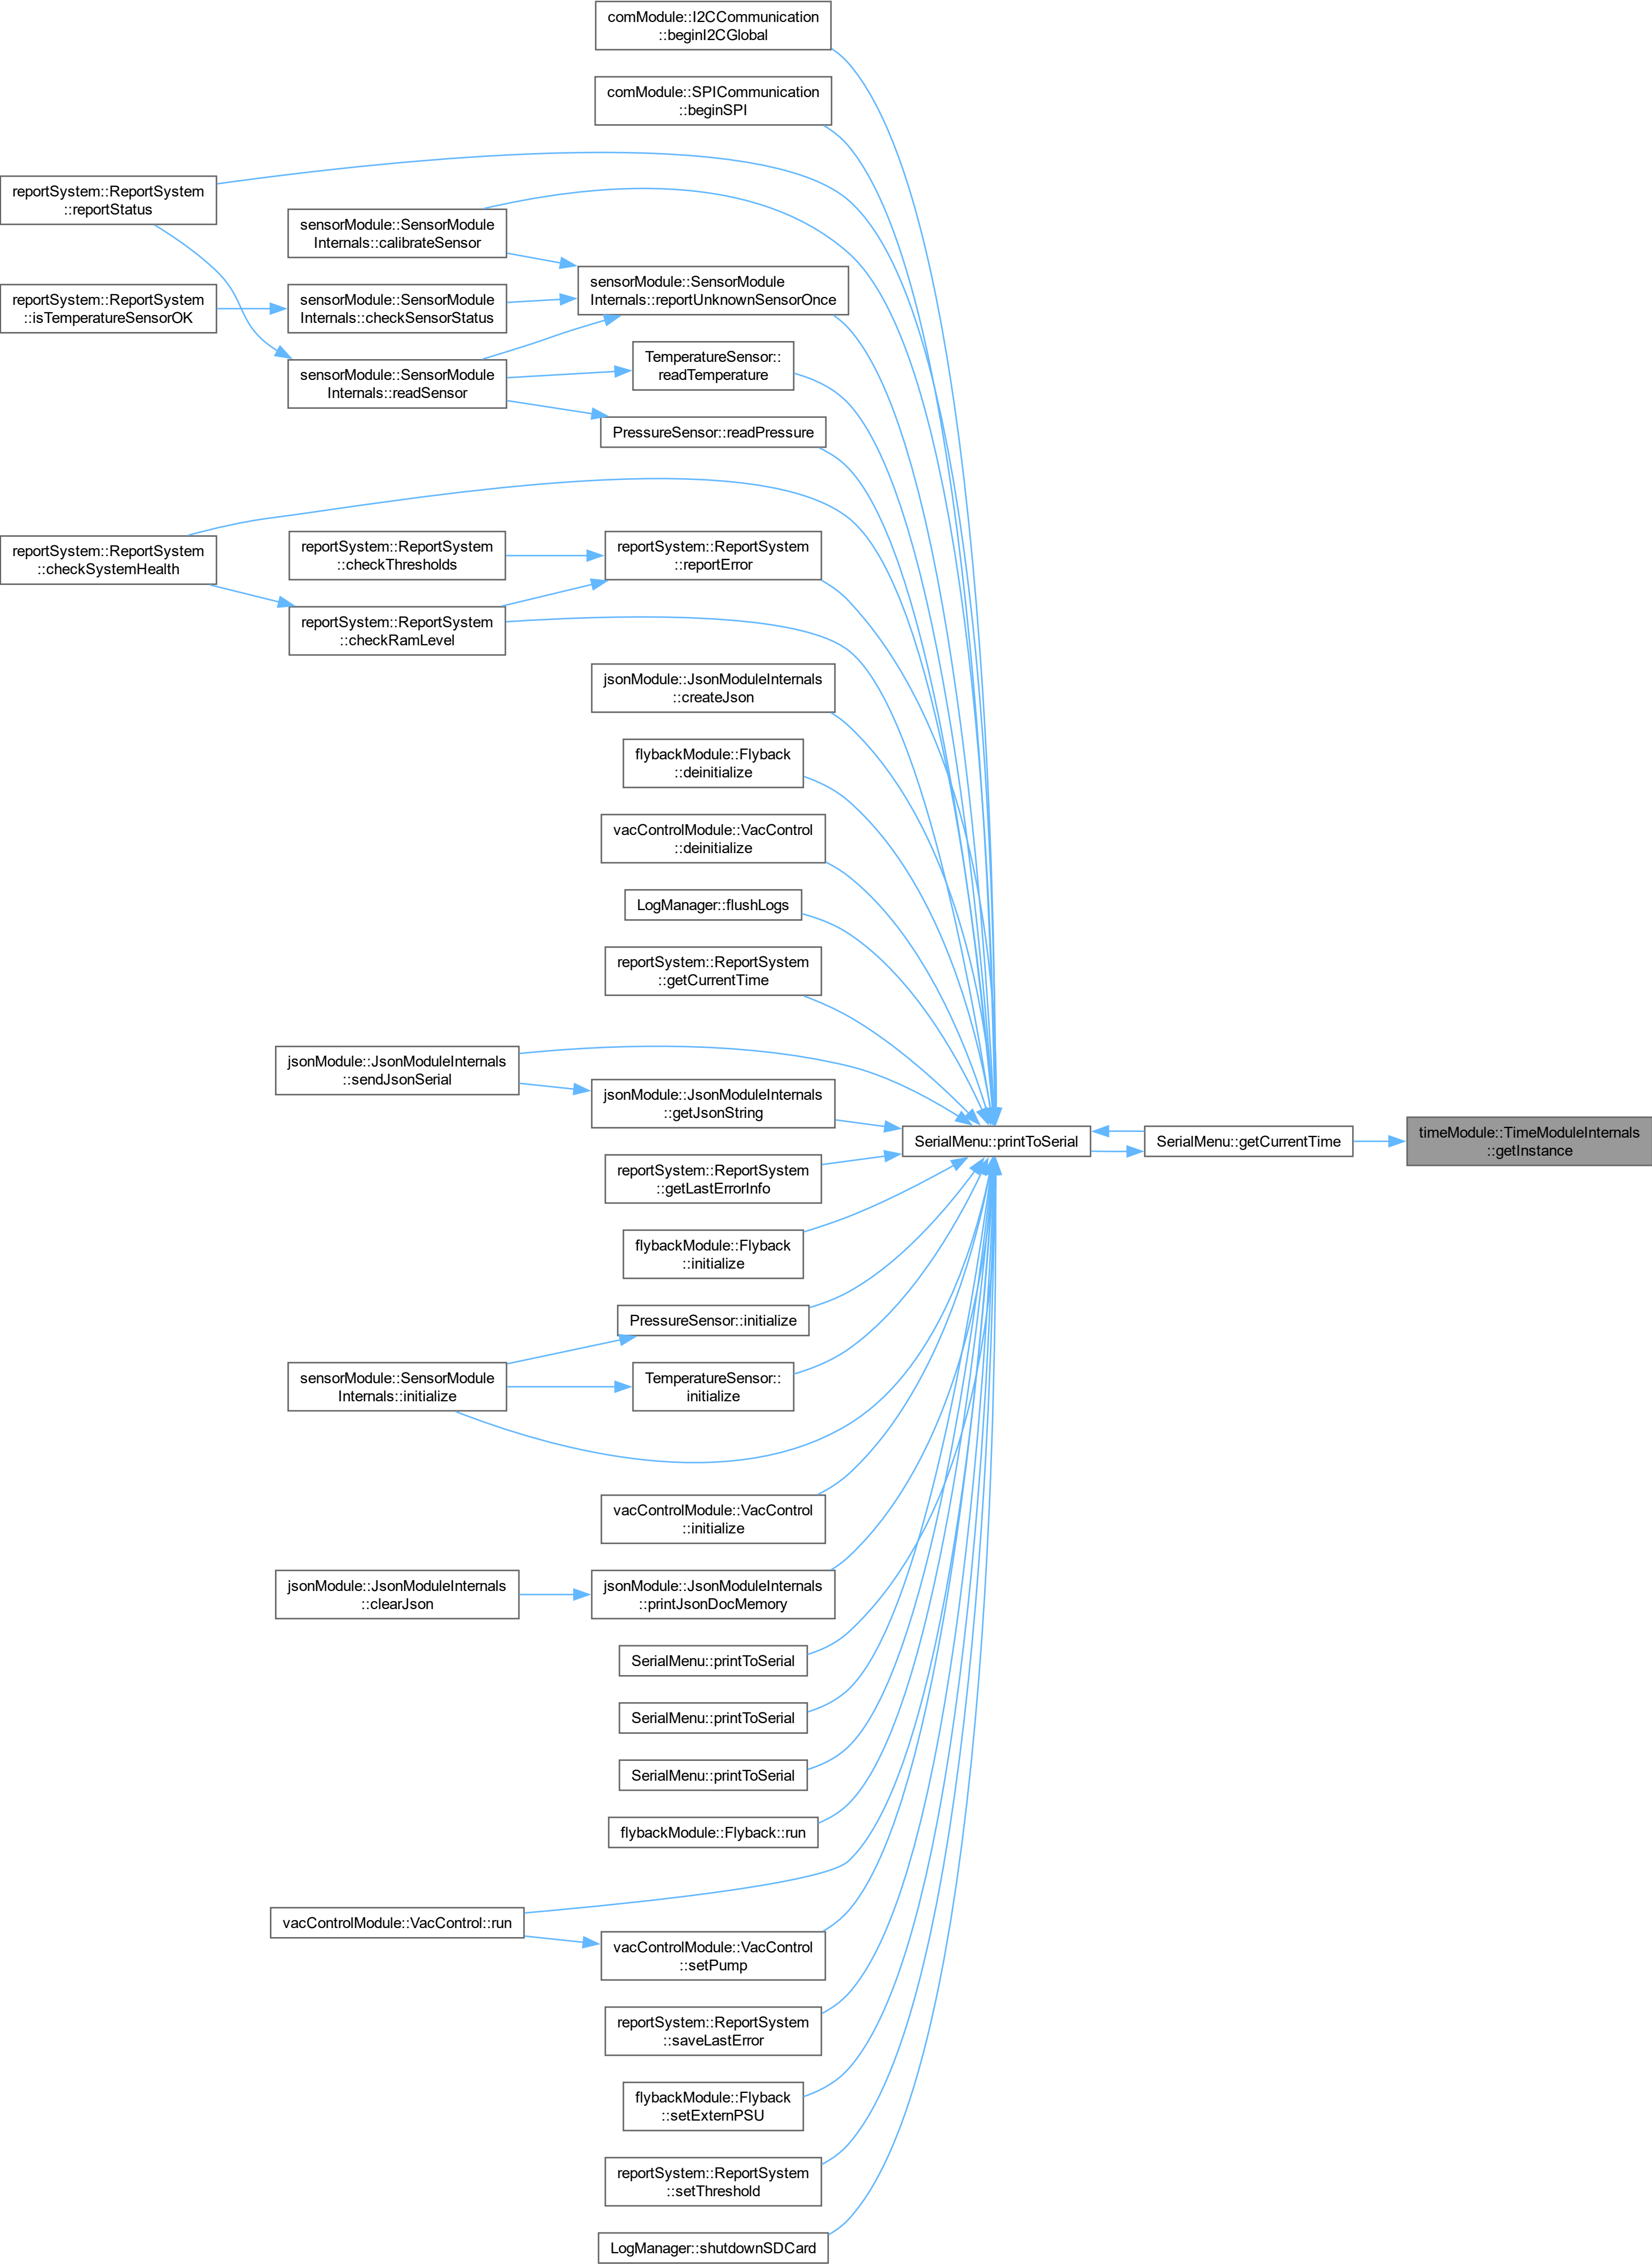 comModule::I2CCommunication
::beginI2CGlobal
comModule::SPICommunication
::beginSPI
reportSystem::ReportSystem
::reportStatus
sensorModule::SensorModule
Internals::calibrateSensor
sensorModule::SensorModule
Internals::reportUnknownSensorOnce
reportSystem::ReportSystem
::isTemperatureSensorOK
sensorModule::SensorModule
Internals::checkSensorStatus
TemperatureSensor::
readTemperature
sensorModule::SensorModule
Internals::readSensor
PressureSensor::readPressure
reportSystem::ReportSystem
::checkSystemHealth
reportSystem::ReportSystem
::checkThresholds
reportSystem::ReportSystem
::reportError
reportSystem::ReportSystem
::checkRamLevel
jsonModule::JsonModuleInternals
::createJson
flybackModule::Flyback
::deinitialize
vacControlModule::VacControl
::deinitialize
LogManager::flushLogs
reportSystem::ReportSystem
::getCurrentTime
jsonModule::JsonModuleInternals
::sendJsonSerial
jsonModule::JsonModuleInternals
::getJsonString
SerialMenu::printToSerial
SerialMenu::getCurrentTime
timeModule::TimeModuleInternals
::getInstance
reportSystem::ReportSystem
::getLastErrorInfo
flybackModule::Flyback
::initialize
PressureSensor::initialize
sensorModule::SensorModule
Internals::initialize
TemperatureSensor::
initialize
vacControlModule::VacControl
::initialize
jsonModule::JsonModuleInternals
::clearJson
jsonModule::JsonModuleInternals
::printJsonDocMemory
SerialMenu::printToSerial
SerialMenu::printToSerial
SerialMenu::printToSerial
flybackModule::Flyback::run
vacControlModule::VacControl::run
vacControlModule::VacControl
::setPump
reportSystem::ReportSystem
::saveLastError
flybackModule::Flyback
::setExternPSU
reportSystem::ReportSystem
::setThreshold
LogManager::shutdownSDCard